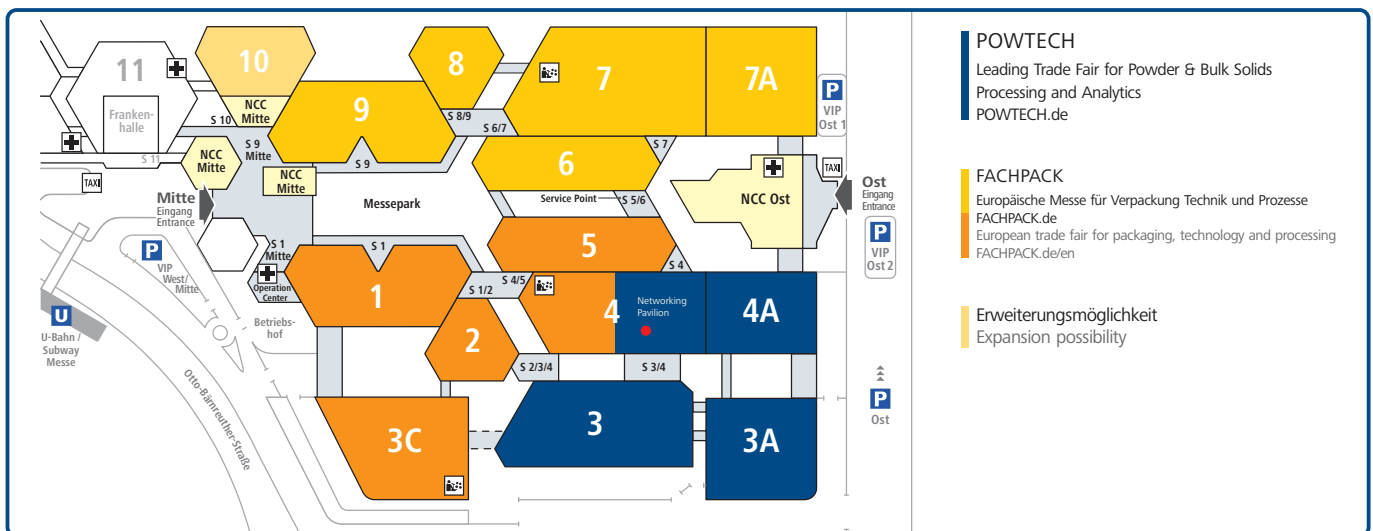 11
Franken-
halle
S 11
10
NCC
Mitte
S 10
S 9
Mitte
NCC
Mitte
NCC
Mitte
9
S 9
8
S 8/9
S 6/7
7
7A
P
VIP
Ost 1
S 7
6
Service Point
S 5/6
NCC Ost
TAXI
Ost
Eingang
Entrance
P
VIP
Ost 2
TAXI
Mitte
Eingang
Entrance
Messepark
S 1
Mitte
S 1
Operation
Center
P
VIP
West/
Mitte
U
U-Bahn /
Subway
Messe
Betriebs-
hof
Otto-Bärnreuther-Straße
1
S 1/2
S 4/5
5
S 4
2
4
Networking
Pavilion
4A
S 2/3/4
S 3/4
3C
3
3A
P
Ost
POWTECH
Leading Trade Fair for Powder & Bulk Solids
Processing and Analytics
POWTECH.de
FACHPACK
Europäische Messe für Verpackung Technik und Prozesse
FACHPACK.de
European trade fair for packaging, technology and processing
FACHPACK.de/en
Erweiterungsmöglichkeit
Expansion possibility